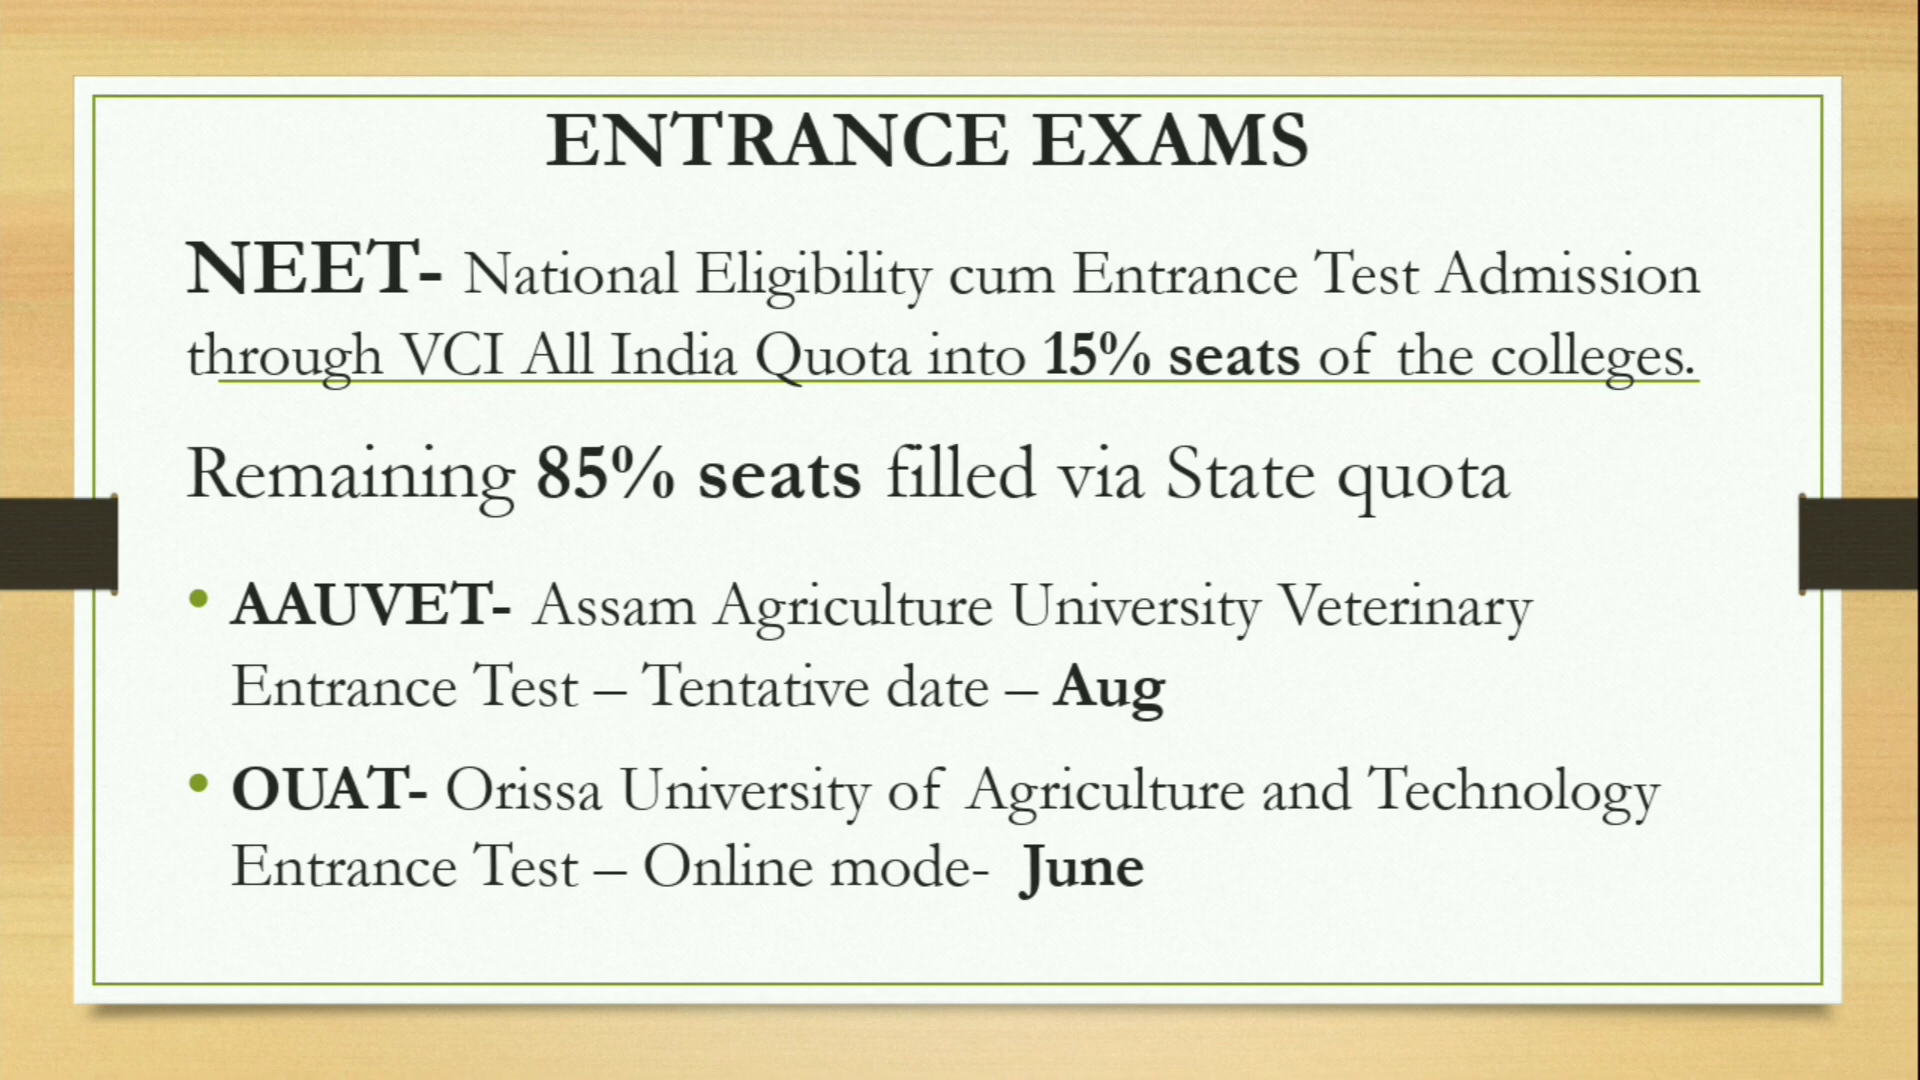 ENTRANCE EXAMS
NEET- National Eligibility cum Entrance Test Admission
through VCI All India Quota into 15% seats of the colleges.
Remaining 85% seats filled via State quota
• AAUVET- Assam Agriculture University Veterinary
Entrance Test – Tentative date – Aug
• OUAT- Orissa University of Agriculture and Technology
Entrance Test – Online mode- June